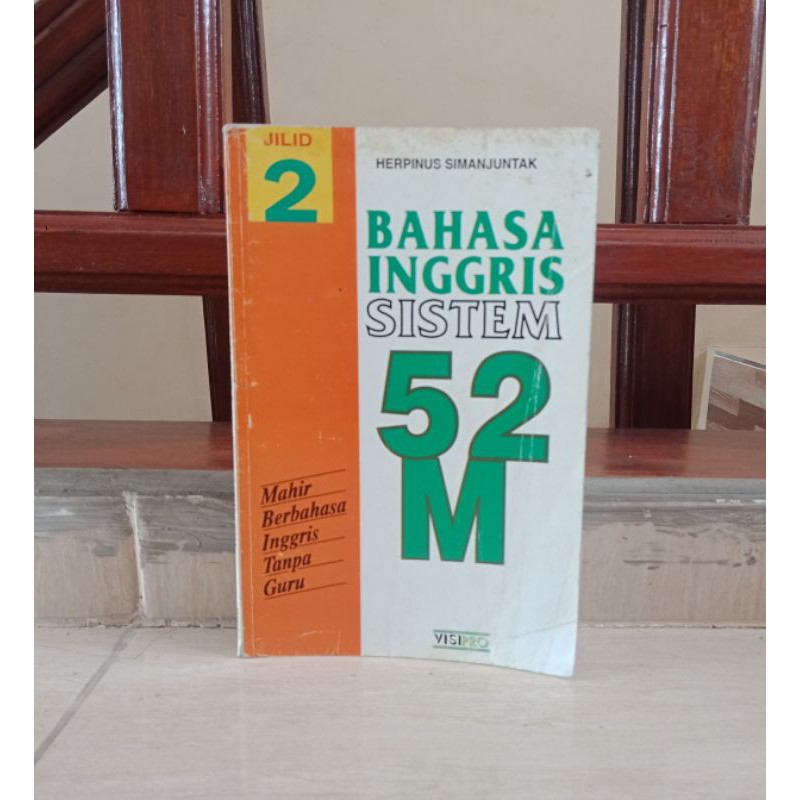 JILID
2
HERPINUS SIMANJUNTAK
BAHASA
INGGRIS
SISTEM
52
M
Mahir
Berbahasa
Inggris
Tanpa
Guru
VISIPRO